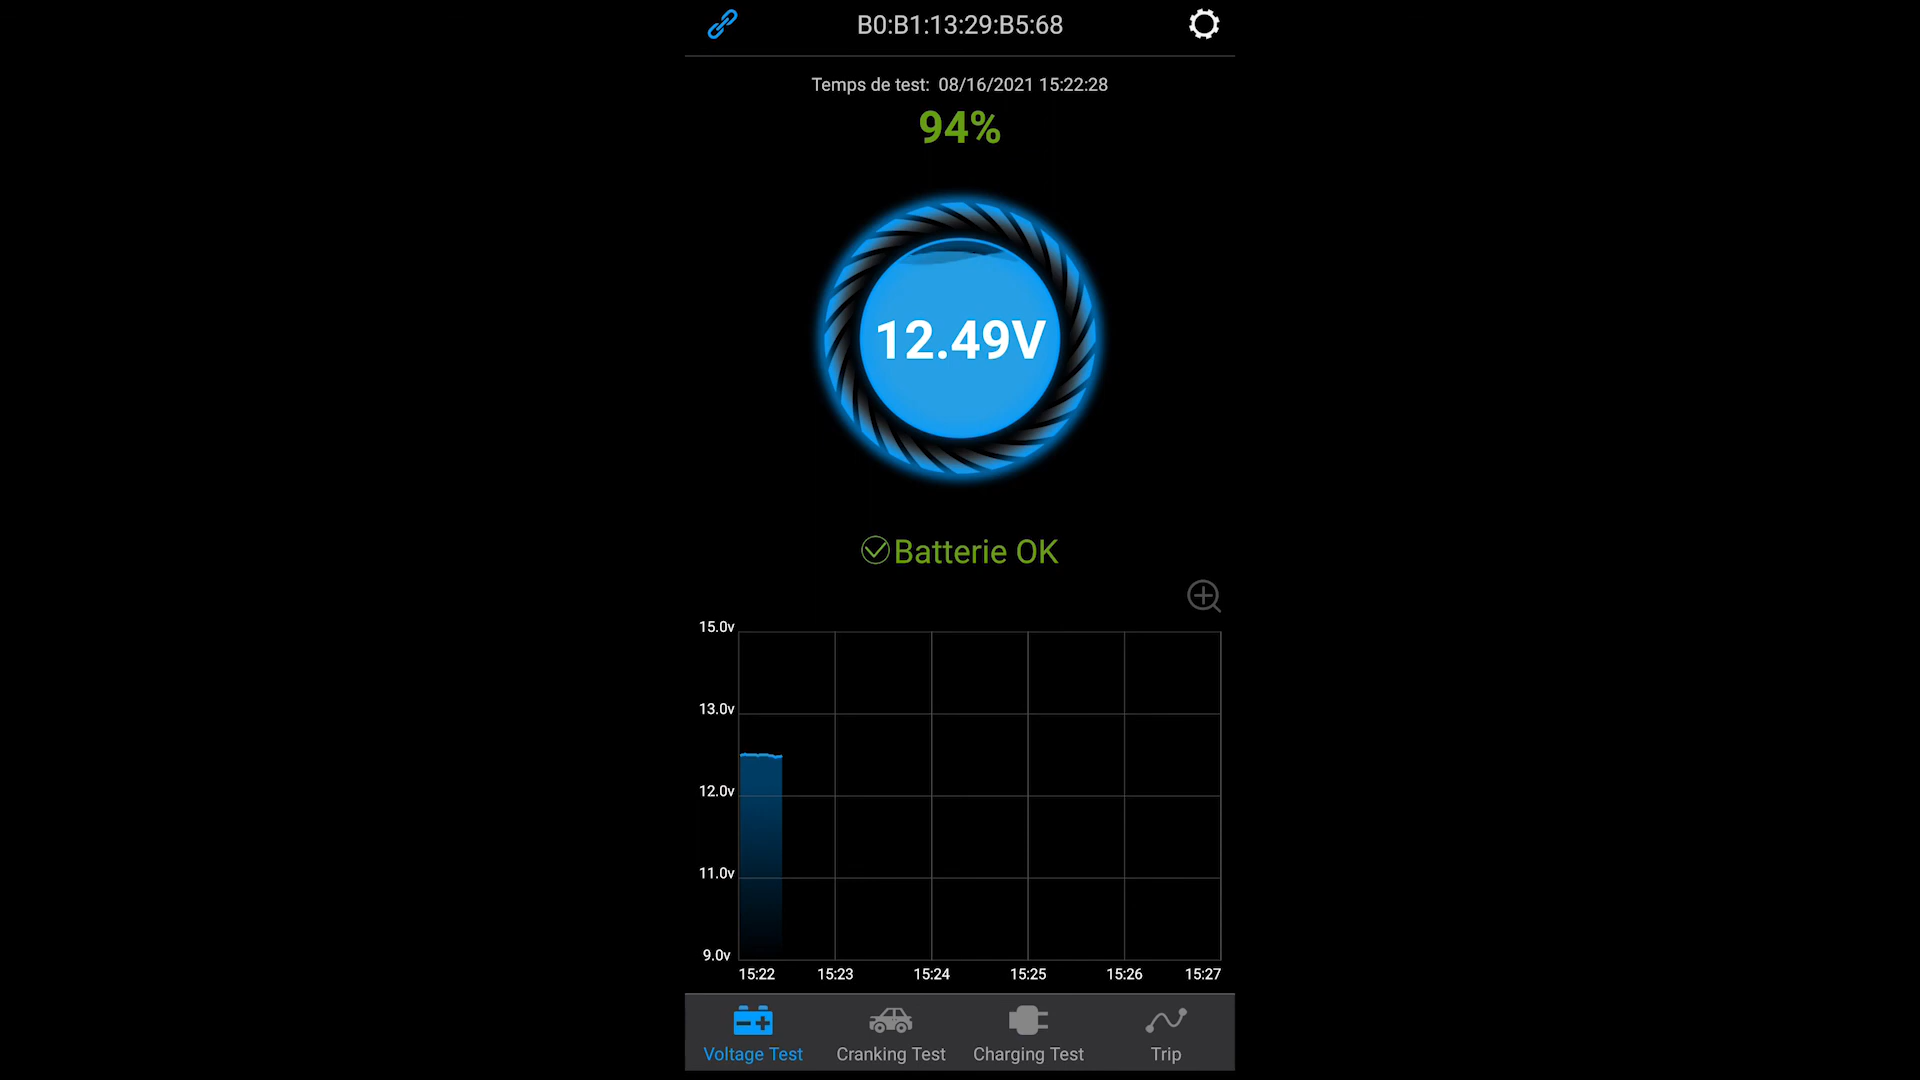 B0:B1:13:29:B5:68
Temps de test: 08/16/2021 15:22:28
94%
12.49V
Batterie OK
15.0v
13.0v
12.0v
11.0v
9.0v
15:22 15:23 15:24 15:25 15:26 15:27
Voltage Test Cranking Test Charging Test Trip